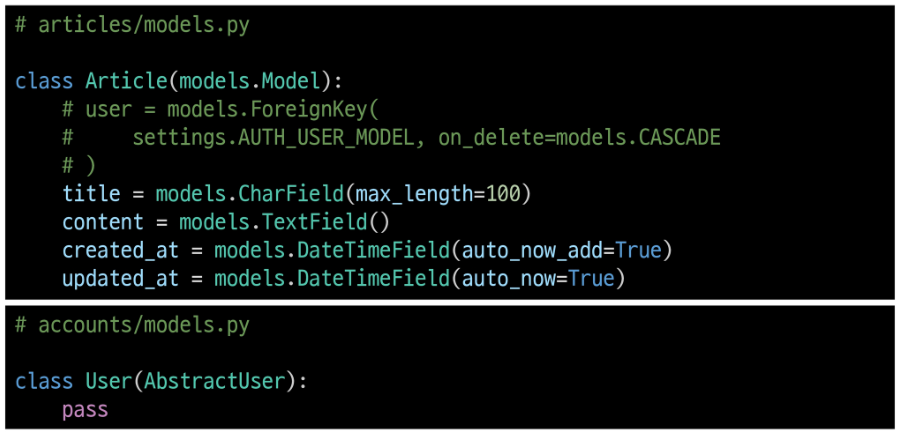 # articles/models.py
class Article(models.Model):
    # user = models.ForeignKey(
    #     settings.AUTH_USER_MODEL, on_delete=models.CASCADE
    # )
    title = models.CharField(max_length=100)
    content = models.TextField()
    created_at = models.DateTimeField(auto_now_add=True)
    updated_at = models.DateTimeField(auto_now=True)
# accounts/models.py
class User(AbstractUser):
    pass